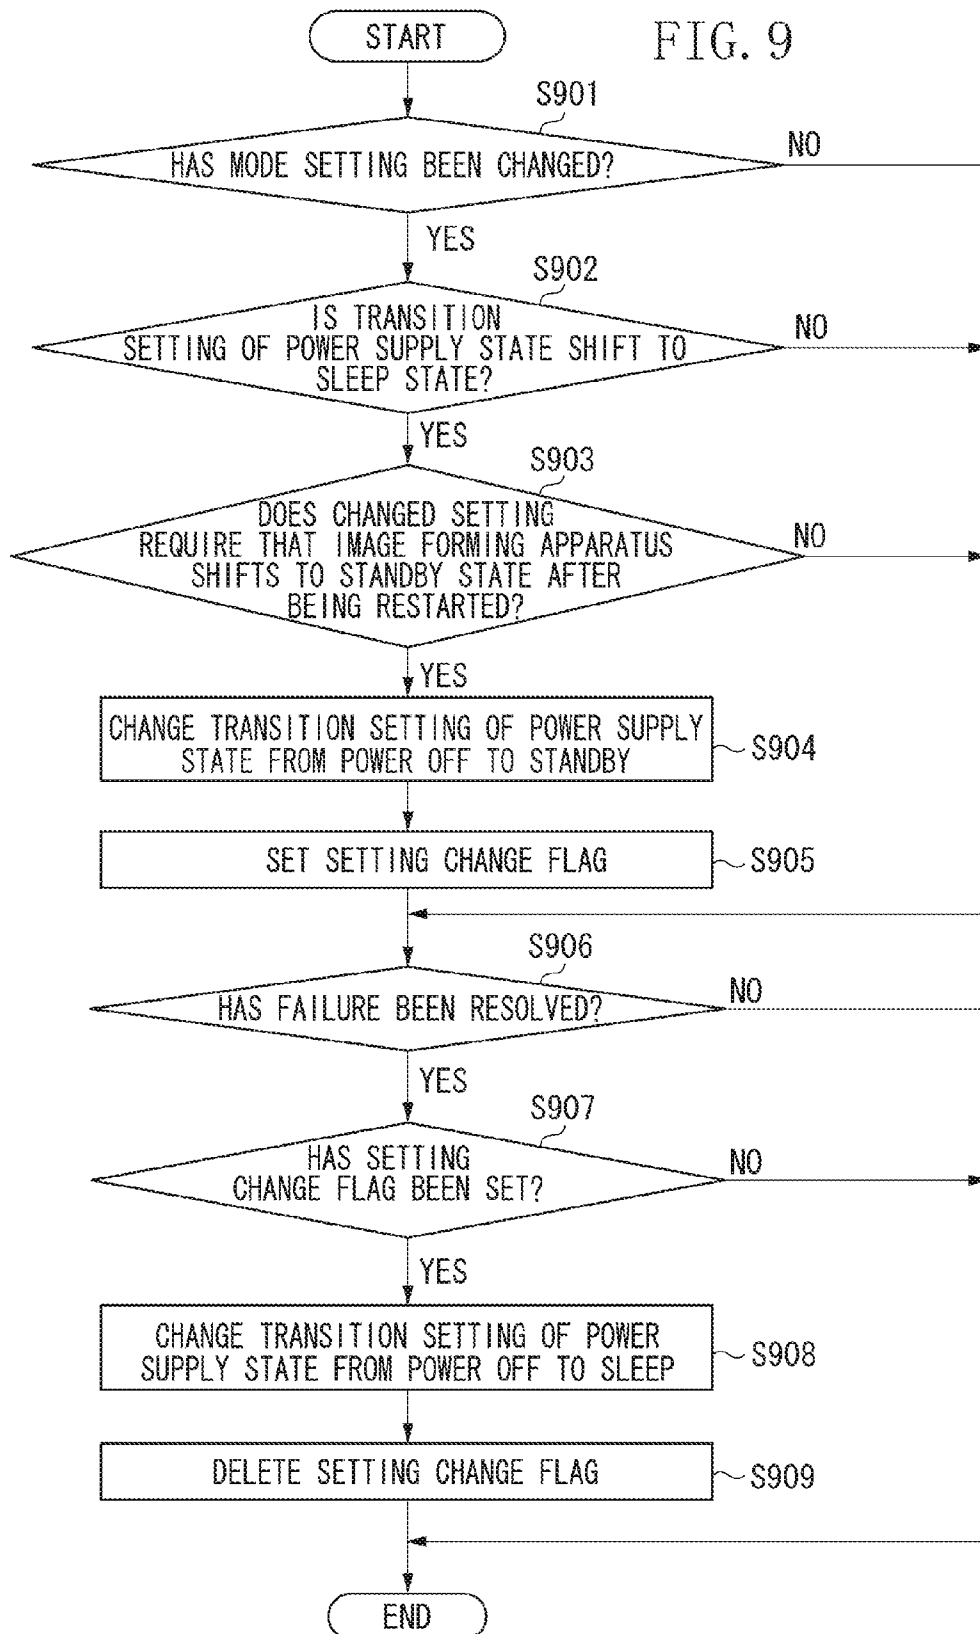 START
FIG. 9
S901
HAS MODE SETTING BEEN CHANGED?
NO
YES
S902
IS TRANSITION
SETTING OF POWER SUPPLY STATE SHIFT TO
SLEEP STATE?
NO
YES
S903
DOES CHANGED SETTING
REQUIRE THAT IMAGE FORMING APPARATUS
SHIFTS TO STANDBY STATE AFTER
BEING RESTARTED?
NO
YES
CHANGE TRANSITION SETTING OF POWER SUPPLY
STATE FROM POWER OFF TO STANDBY
S904
SET SETTING CHANGE FLAG
S905
S906
HAS FAILURE BEEN RESOLVED?
NO
YES
S907
HAS SETTING
CHANGE FLAG BEEN SET?
NO
YES
CHANGE TRANSITION SETTING OF POWER
SUPPLY STATE FROM POWER OFF TO SLEEP
S908
DELETE SETTING CHANGE FLAG
S909
END